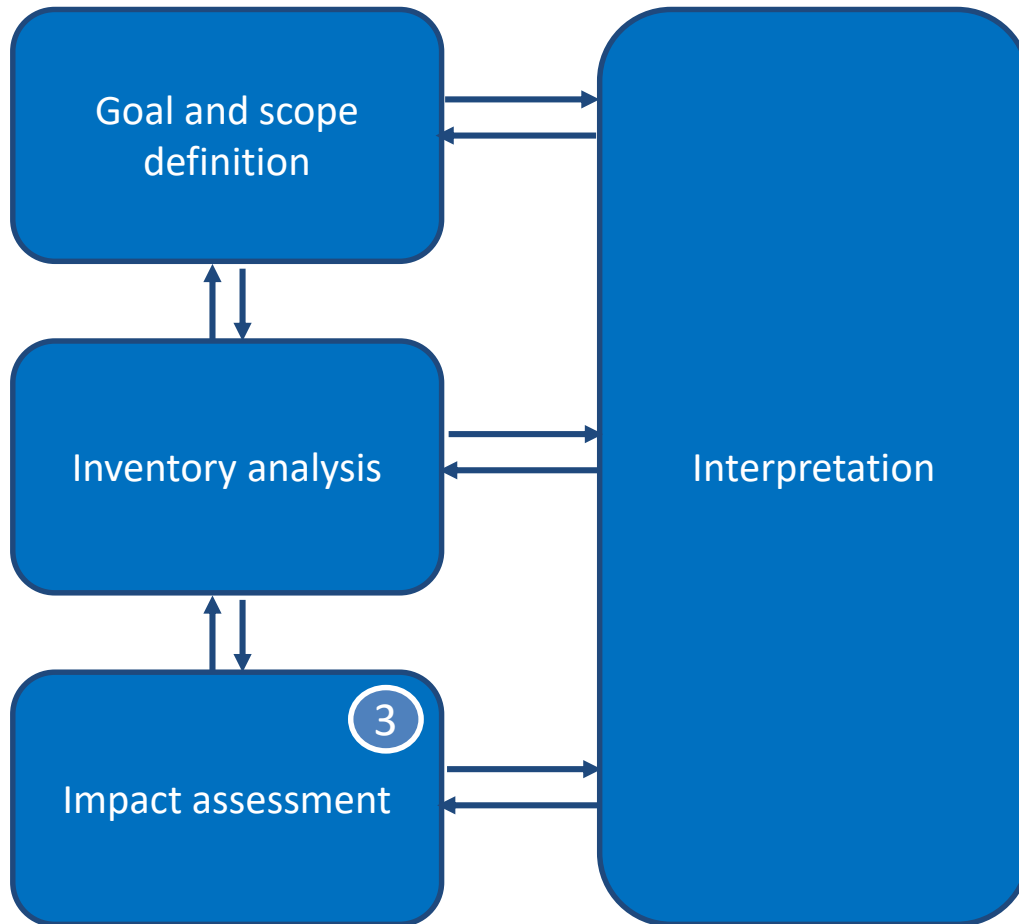 Goal and scope
definition
Inventory analysis
Interpretation
3
Impact assessment